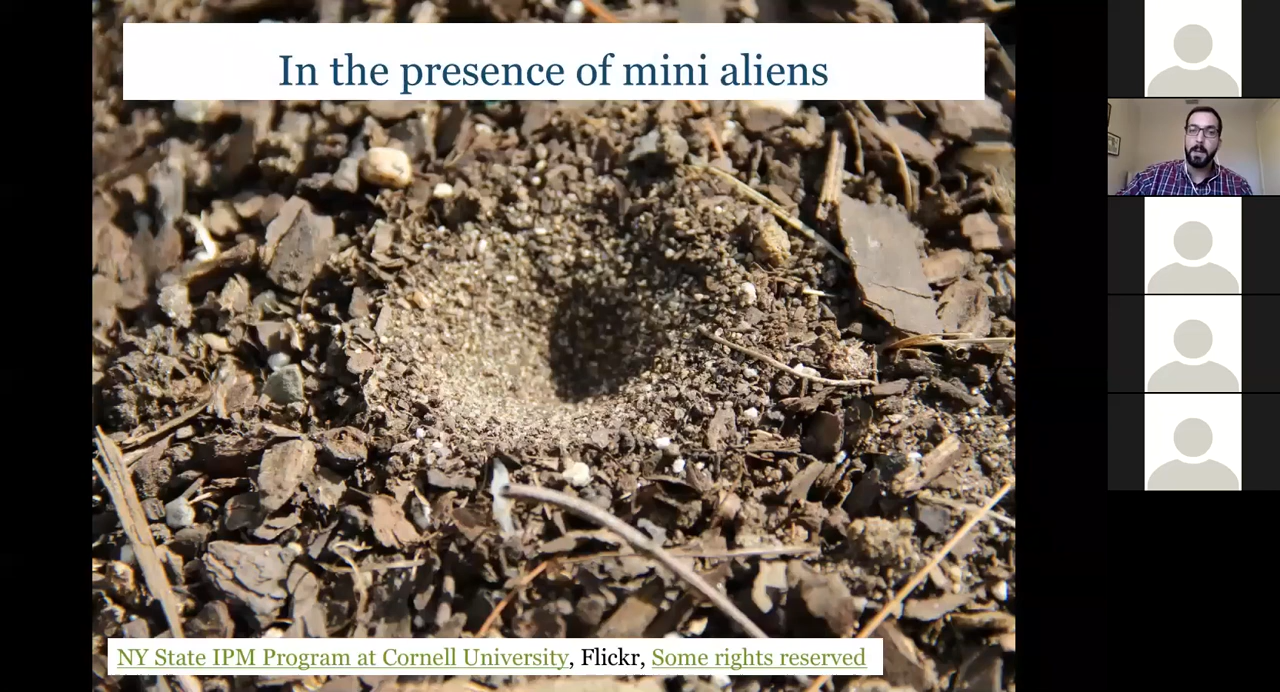 In the presence of mini aliens
NY State IPM Program at Cornell University, Flickr, Some rights reserved